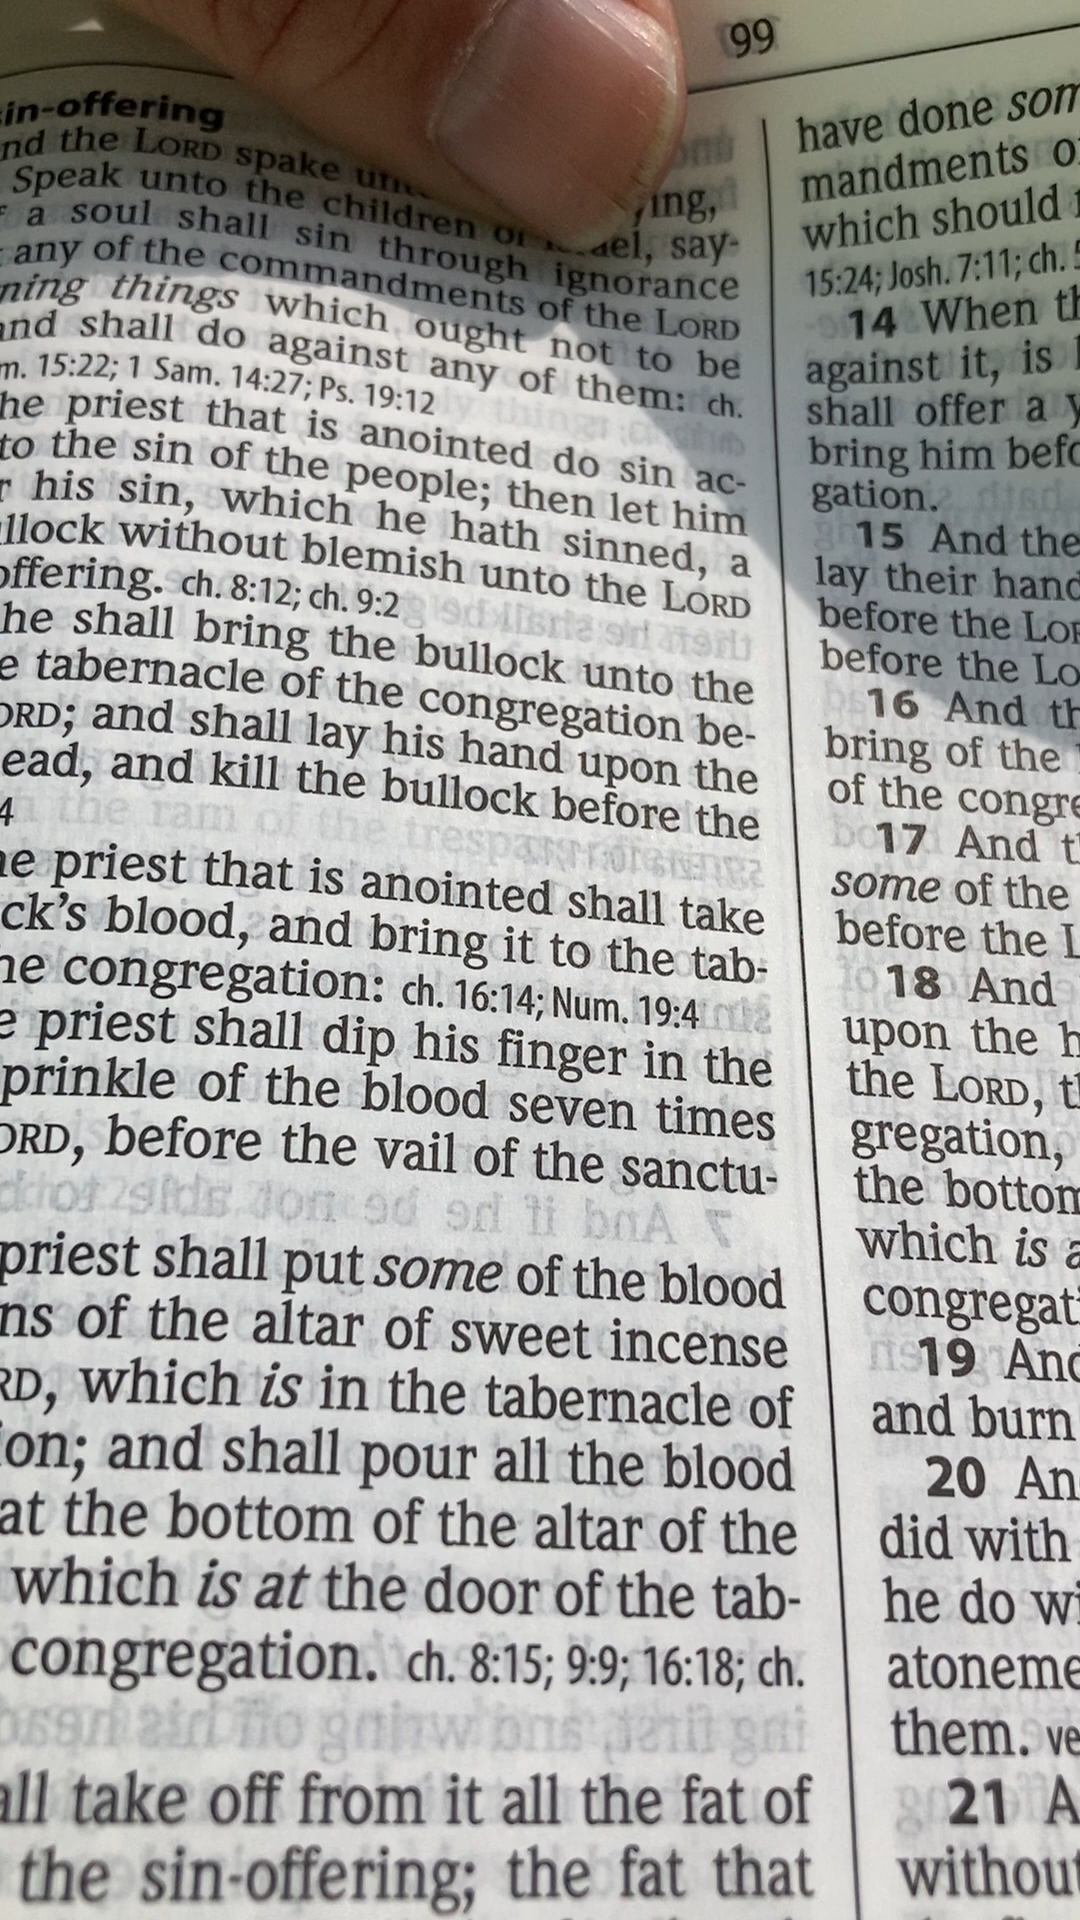 99
in-offering
nd the LORD spake
ying,
Speak unto the children of say-
a soul shall sin through ignorance
any of the commandments of the LORD
ning things which ought not to be
and shall do against any of them: ch.
m. 15:22; 1 Sam. 14:27; Ps. 19:12
he priest that is anointed do sin ac-
to the sin of the people; then let him
r his sin, which he hath sinned, a
llock without blemish unto the LORD
offering. ch. 8:12; ch. 9:2
he shall bring the bullock unto the
e tabernacle of the congregation be-
ORD; and shall lay his hand upon the
ead, and kill the bullock before the
4
he priest that is anointed shall take
ck's blood, and bring it to the tab-
he congregation: ch. 16:14; Num. 19:4
e priest shall dip his finger in the
prinkle of the blood seven times
ORD, before the vail of the sanctu-
priest shall put some of the blood
ns of the altar of sweet incense
RD, which is in the tabernacle of
ion; and shall pour all the blood
at the bottom of the altar of the
which is at the door of the tab-
congregation. ch. 8:15; 9:9; 16:18; ch.
all take off from it all the fat of
the sin-offering; the fat that
have done som
mandments o
which should
15:24; Josh. 7:11; ch. 5
14 When th
against it, is
shall offer a y
bring him befo
gation.
15 And the
lay their hand
before the LOR
before the Lo
16 And th
bring of the
of the congre
17 And t
some of the
before the L
18 And
upon the h
the LORD, t
gregation,
the bottom
which is a
congregati
19 And
and burn
20 An
did with
he do wi
atoneme
them. ve
21 A
without